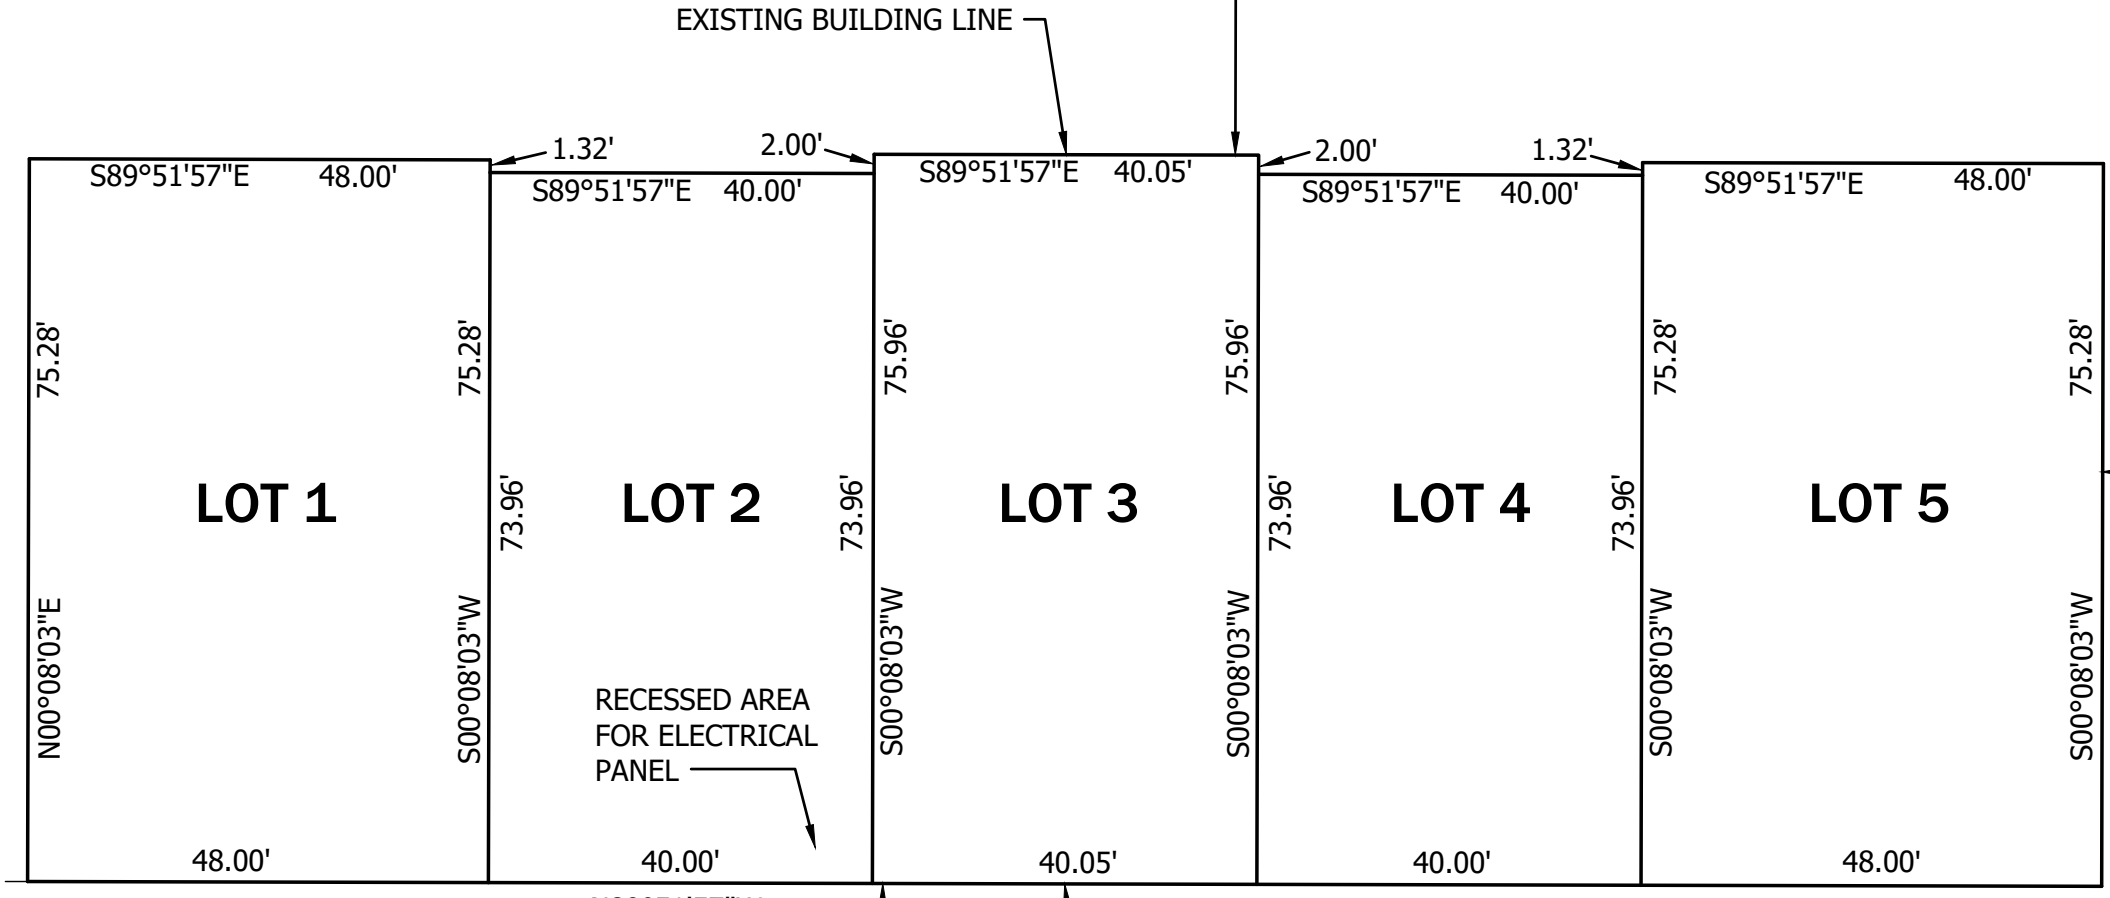 EXISTING BUILDING LINE
1.32'
2.00'
2.00'
1.32'
S89°51'57"E 48.00'
S89°51'57"E 40.00'
S89°51'57"E 40.05'
S89°51'57"E 40.00'
S89°51'57"E 48.00'
75.28'
75.28'
75.96'
75.96'
75.28'
75.28'
LOT 1
73.96'
LOT 2
73.96'
LOT 3
73.96'
LOT 4
73.96'
LOT 5
N00°08'03"E
S00°08'03"W
S00°08'03"W
S00°08'03"W
S00°08'03"W
S00°08'03"W
RECESSED AREA
FOR ELECTRICAL
PANEL
48.00'
40.00'
40.05'
40.00'
48.00'